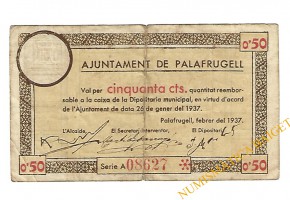 0'50
AJUNTAMENT DE PALAFRUGELL
Val per cinquanta cts. quantitat reembor-
sable a la caixa de la Dipositaria municipal, en virtud d'acord
de l'Ajuntament de data 26 de gener del 1937.
Palafrugell, febrer del 1937.
L'Alcalde, El Secretari Interventor, El Dipositari
0'50 Serie A 08627 0'50